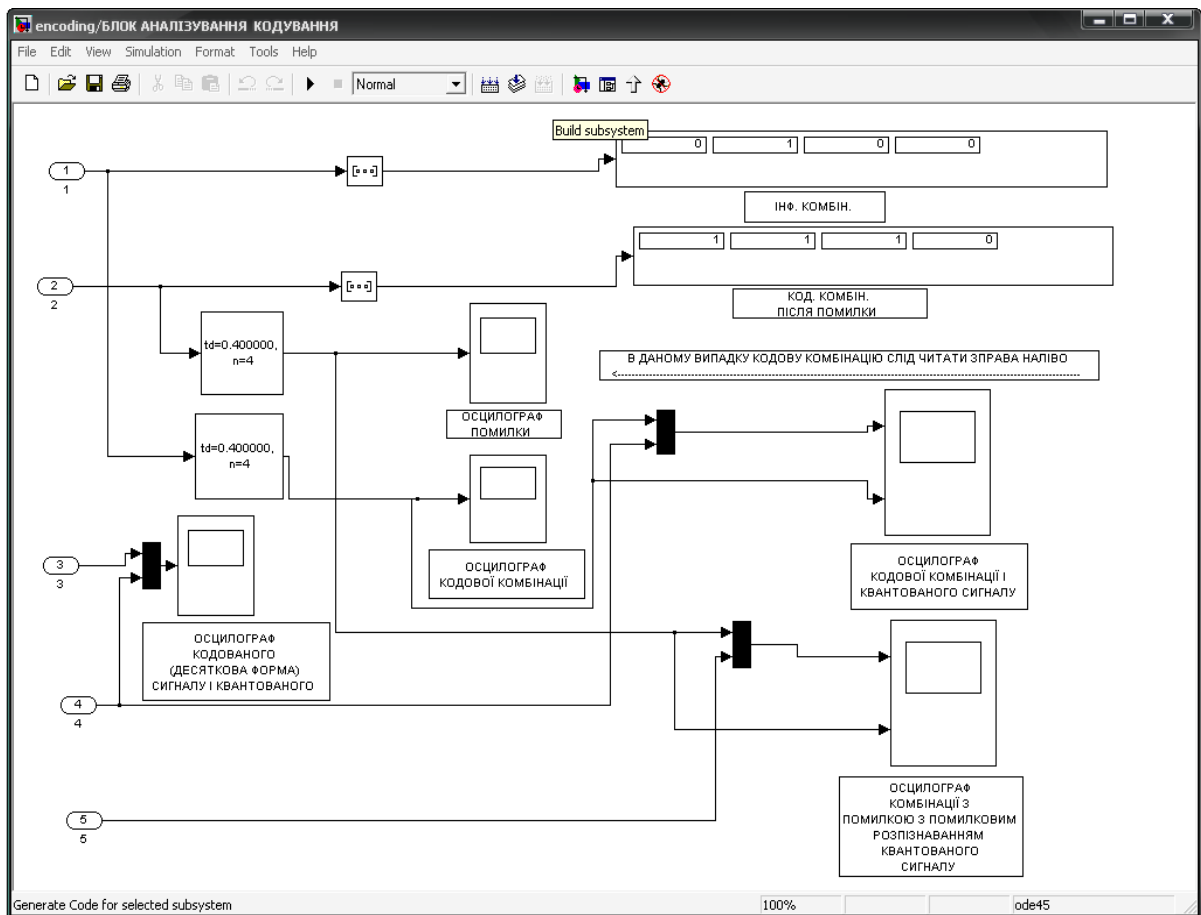 encoding/БЛОК АНАЛІЗУВАННЯ КОДУВАННЯ
File Edit View Simulation Format Tools Help
Normal
Build subsystem
0 1 0 0
1
1
ІНФ. КОМБІН.
1 1 1 0
2
2
КОД. КОМБІН.
ПІСЛЯ ПОМИЛКИ
td=0.400000,
n=4
В ДАНОМУ ВИПАДКУ КОДОВУ КОМБІНАЦІЮ СЛІД ЧИТАТИ ЗПРАВА НАЛІВО
<--------------------------------------------------------------------
ОСЦИЛОГРАФ
ПОМИЛКИ
td=0.400000,
n=4
ОСЦИЛОГРАФ
КОДОВОЇ КОМБІНАЦІЇ
ОСЦИЛОГРАФ
КОДОВОЇ КОМБІНАЦІЇ І
КВАНТОВАНОГО СИГНАЛУ
3
3
ОСЦИЛОГРАФ
КОДОВАНОГО
(ДЕСЯТКОВА ФОРМА)
СИГНАЛУ І КВАНТОВАНОГО
4
4
ОСЦИЛОГРАФ
КОМБІНАЦІЇ З
ПОМИЛКОЮ З ПОМИЛКОВИМ
РОЗПІЗНАВАННЯМ
КВАНТОВАНОГО
СИГНАЛУ
5
5
Generate Code for selected subsystem 100% ode45